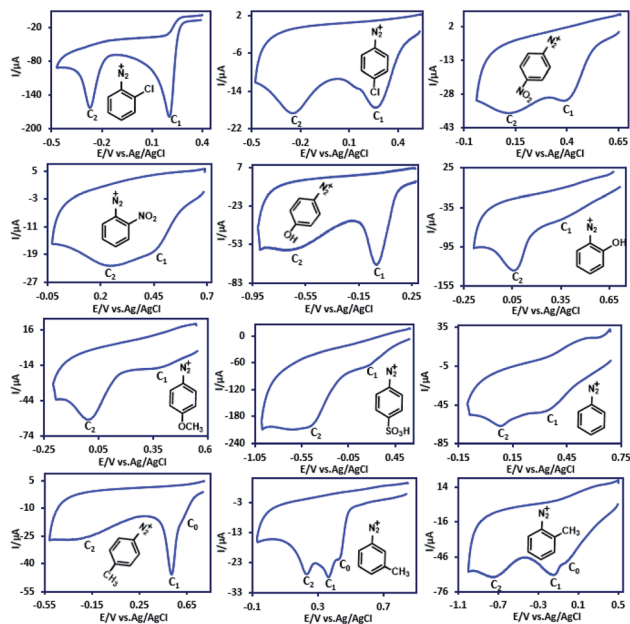 I/μA
0
-40
-80
-140
-200
-0.5
-0.2
0.1
0.4
N2+
Cl
C2
C1
E/V vs.Ag/AgCl
I/μA
2
-6
-14
-22
-0.5
-0.2
0.1
0.4
N2+
Cl
C2
C1
E/V vs.Ag/AgCl
I/μA
2
-13
-28
-43
-0.05
0.15
0.4
0.65
N2+
NO2
C2
C1
E/V vs.Ag/AgCl
I/μA
5
-3
-11
-19
-27
-0.05
0.2
0.45
0.7
N2+
NO2
C2
C1
E/V vs.Ag/AgCl
I/μA
7
-23
-53
-83
-0.95
-0.55
-0.15
0.25
N2+
OH
C2
C1
E/V vs.Ag/AgCl
I/μA
25
-35
-95
-155
-0.25
0.05
0.35
0.65
N2+
OH
C2
C1
E/V vs.Ag/AgCl
I/μA
16
-14
-44
-74
-0.25
0
0.25
0.6
N2+
OCH3
C2
C1
E/V vs.Ag/AgCl
I/μA
0
-60
-120
-180
-240
-1.05
-0.55
-0.05
0.45
N2+
SO3H
C2
C1
E/V vs.Ag/AgCl
I/μA
35
-5
-45
-85
-0.15
0.15
0.45
0.75
N2+
C2
C1
E/V vs.Ag/AgCl
I/μA
5
-15
-35
-55
-0.55
-0.15
0.25
0.65
N2+
CH3
C2
C1
C0
E/V vs.Ag/AgCl
I/μA
-3
-18
-33
-0.1
0.3
0.7
N2+
CH3
C2
C1
C0
E/V vs.Ag/AgCl
I/μA
14
-16
-46
-76
-1.0
-0.5
0.0
0.5
N2+
CH3
C2
C1
C0
E/V vs.Ag/AgCl